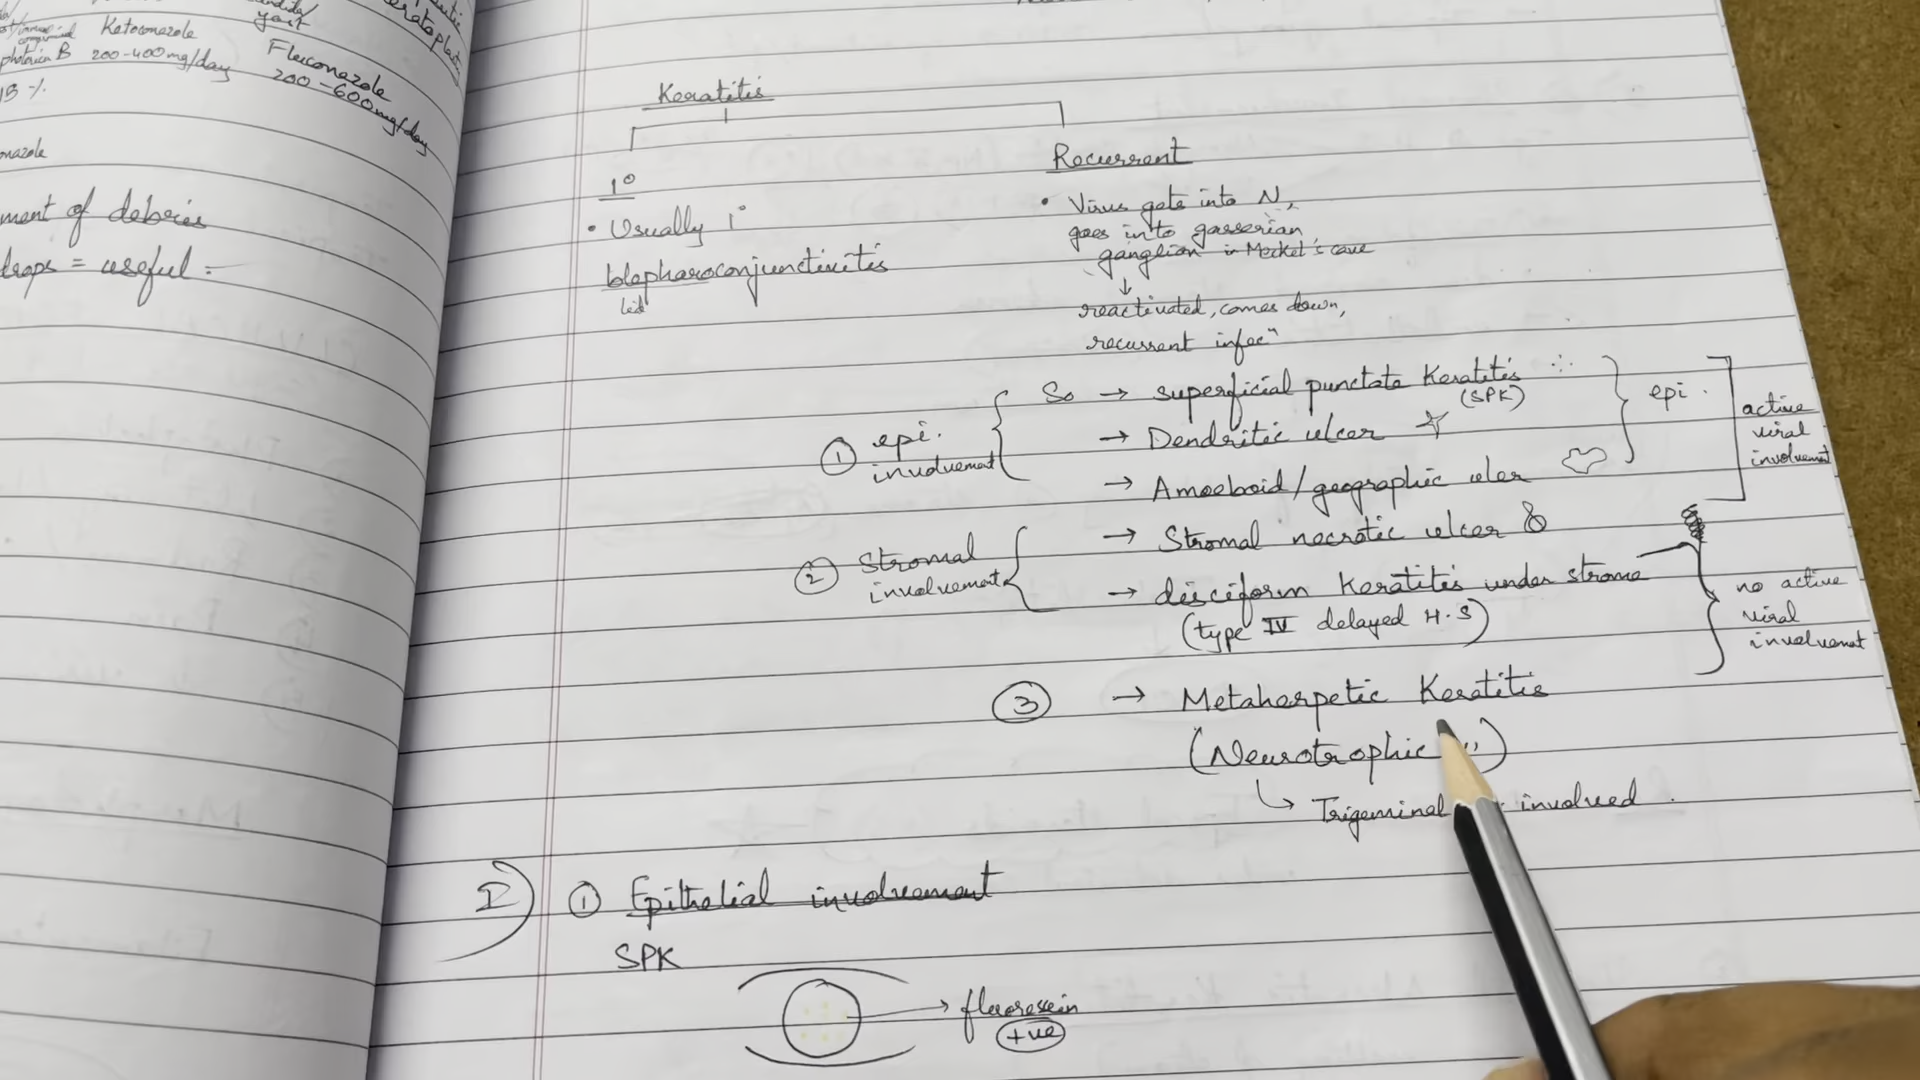 Ketoconazole
200-400mg/day
Fluconazole
200-600mg/day
15 %
ment of debris
drops = useful =
Keratitis
1°
• Usually 1°
blepharoconjunctivitis
lid
Recurrent
• Virus gets into N,
goes into gasserian
ganglion in Meckel's cave
↓
reactivated, comes down,
recurrent infecⁿ
① epi.
involvement
So → superficial punctate Keratitis
(SPK)
→ Dendritic ulcer
→ Amoeboid/geographic ulcer
epi.
active
viral
involvement
② Stromal
involvement
→ Stromal necrotic ulcer &
→ disciform Keratitis under stroma
(type IV delayed H.S)
no active
viral
involvement
③ → Metaherpetic Keratitis
(Neurotrophic ")
↳ Trigeminal involved.
I) ① Epithelial involvement
SPK
→ fluorescein
+ve